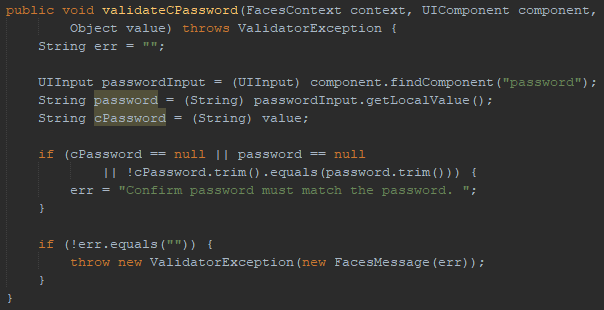 public void validateCPassword(FacesContext context, UIComponent component,
        Object value) throws ValidatorException {
    String err = "";

    UIInput passwordInput = (UIInput) component.findComponent("password");
    String password = (String) passwordInput.getLocalValue();
    String cPassword = (String) value;

    if (cPassword == null || password == null
            || !cPassword.trim().equals(password.trim())) {
        err = "Confirm password must match the password. ";
    }

    if (!err.equals("")) {
        throw new ValidatorException(new FacesMessage(err));
    }
}